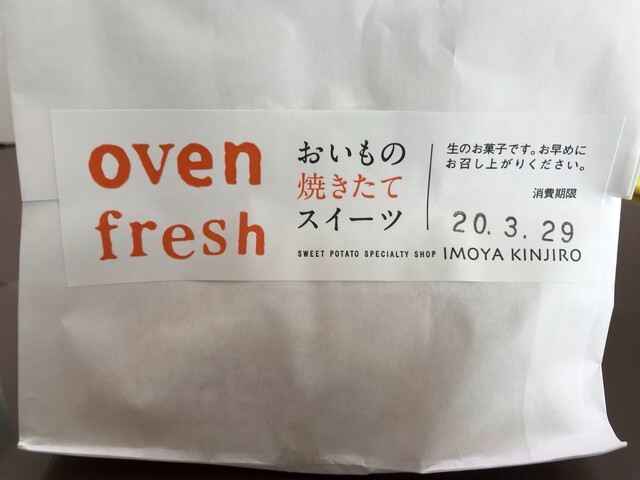 oven
fresh
おいもの
焼きたて
スイーツ
生のお菓子です。お早めに
お召し上がりください。
消費期限
20. 3. 29
SWEET POTATO SPECIALTY SHOP IMOYA KINJIRO